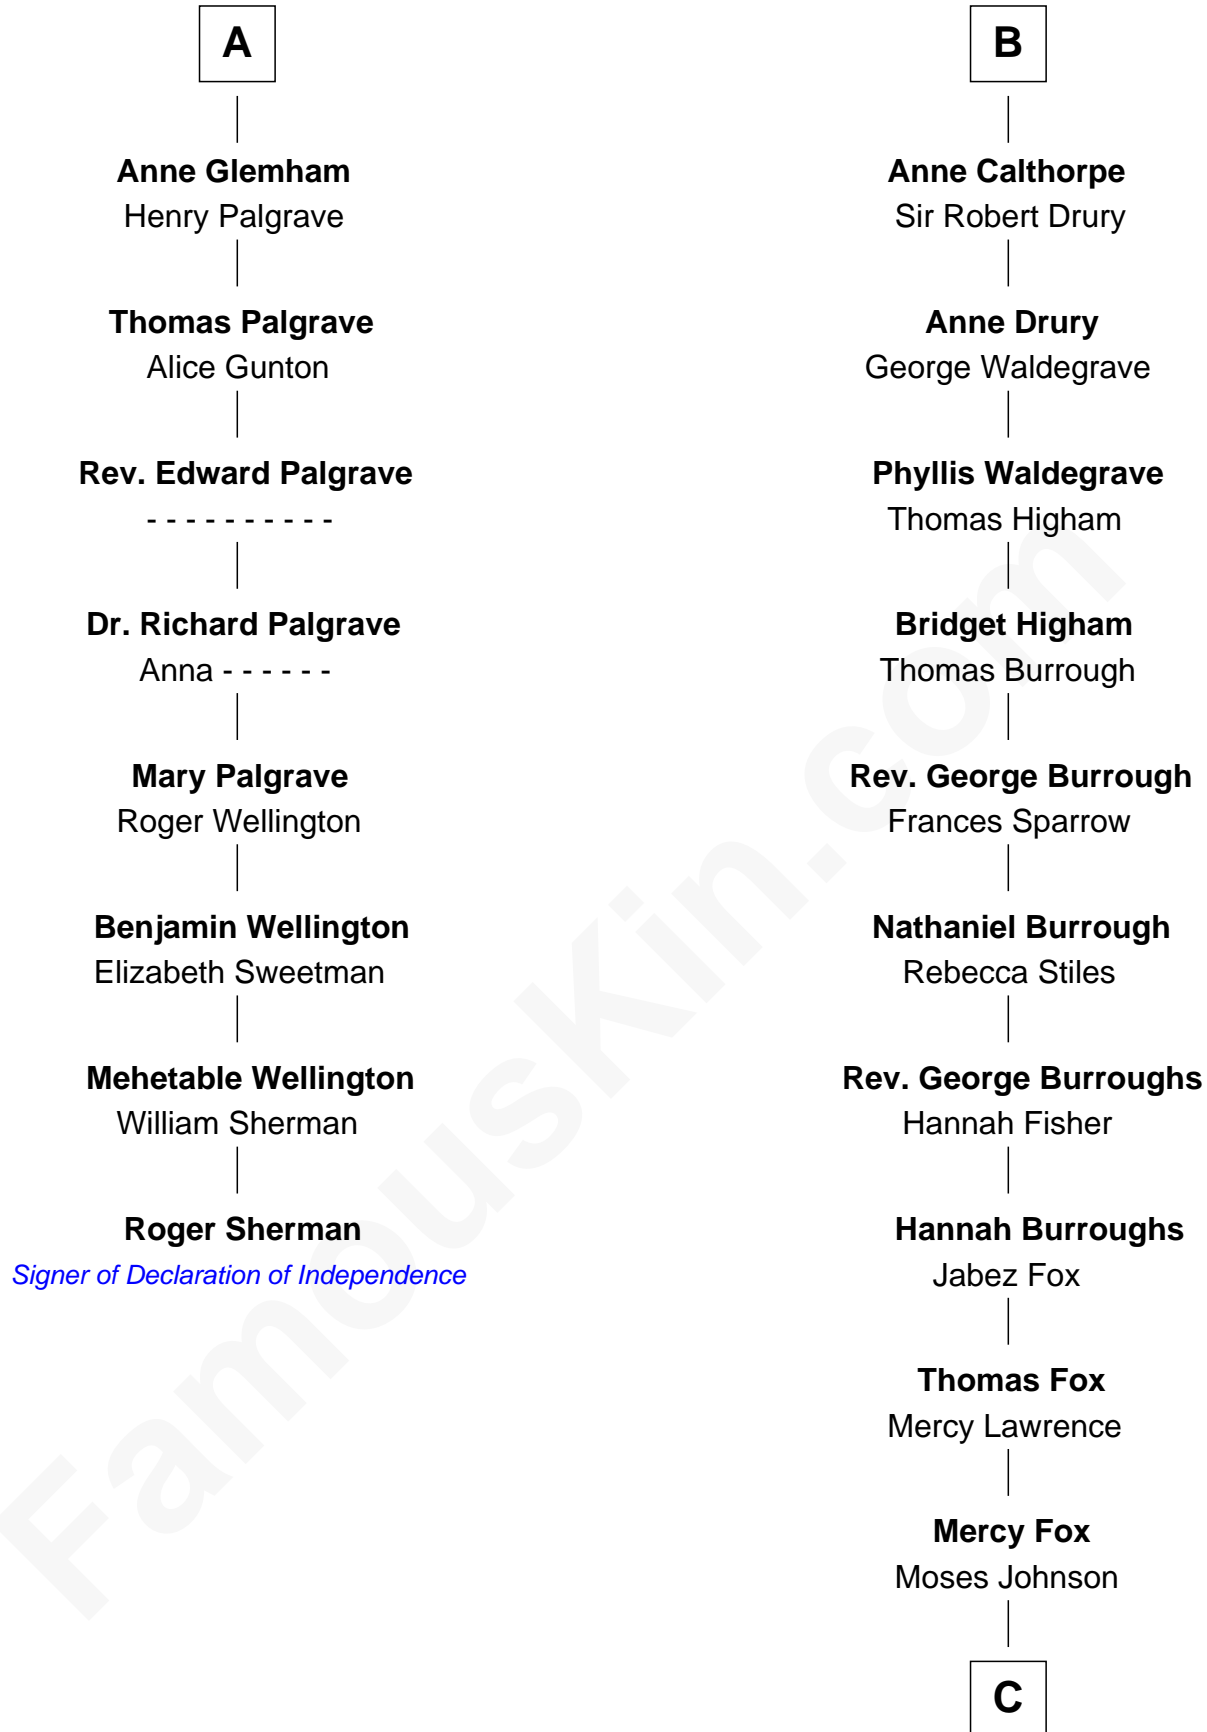 A
Anne Glemham
Henry Palgrave
Thomas Palgrave
Alice Gunton
Rev. Edward Palgrave
- - - - - - - - - -
Dr. Richard Palgrave
Anna - - - - - -
Mary Palgrave
Roger Wellington
Benjamin Wellington
Elizabeth Sweetman
Mehetable Wellington
William Sherman
Roger Sherman
Signer of Declaration of Independence
B
Anne Calthorpe
Sir Robert Drury
Anne Drury
George Waldegrave
Phyllis Waldegrave
Thomas Higham
Bridget Higham
Thomas Burrough
Rev. George Burrough
Frances Sparrow
Nathaniel Burrough
Rebecca Stiles
Rev. George Burroughs
Hannah Fisher
Hannah Burroughs
Jabez Fox
Thomas Fox
Mercy Lawrence
Mercy Fox
Moses Johnson
C
FamousKin.com